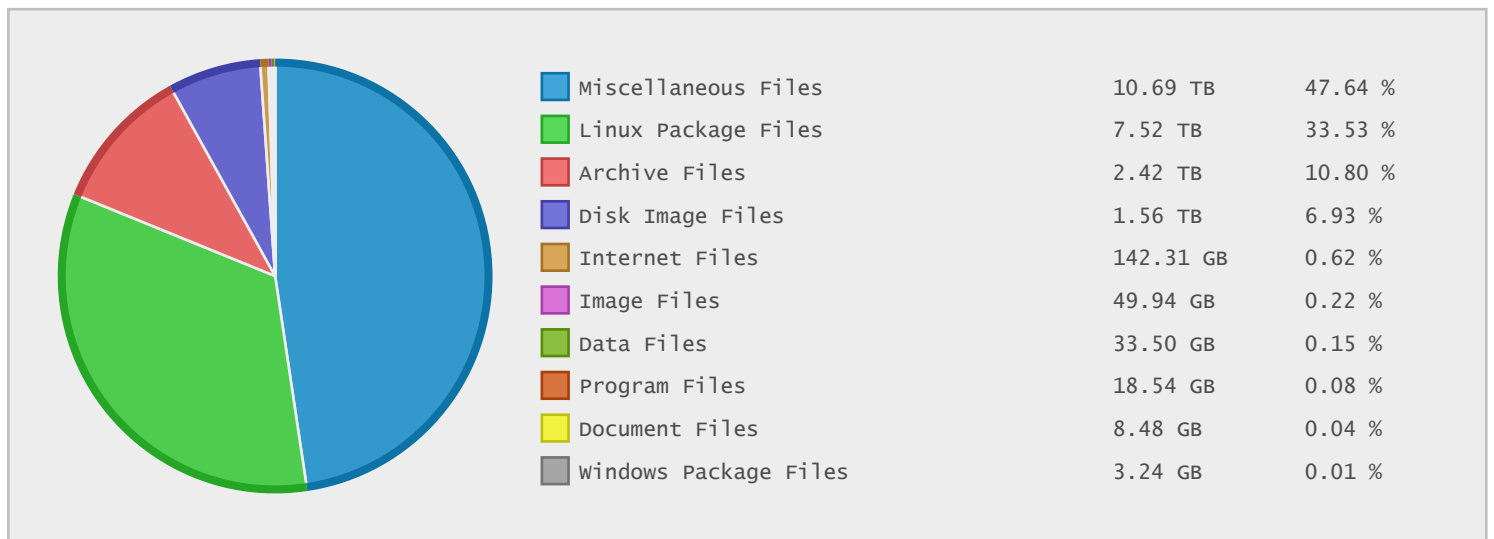 Miscellaneous Files 10.69 TB 47.64 %
Linux Package Files 7.52 TB 33.53 %
Archive Files 2.42 TB 10.80 %
Disk Image Files 1.56 TB 6.93 %
Internet Files 142.31 GB 0.62 %
Image Files 49.94 GB 0.22 %
Data Files 33.50 GB 0.15 %
Program Files 18.54 GB 0.08 %
Document Files 8.48 GB 0.04 %
Windows Package Files 3.24 GB 0.01 %